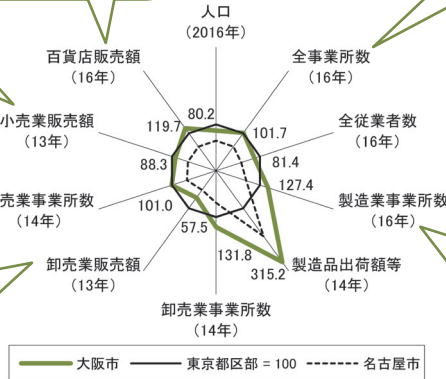 人口
(2016年)
百貨店販売額
(16年)
全事業所数
(16年)
80.2
119.7
101.7
小売業販売額
(13年)
全従業者数
(16年)
88.3
81.4
127.4
売業事業所数
(14年)
製造業事業所数
(16年)
101.0
57.5
131.8
315.2
卸売業販売額
(13年)
製造品出荷額等
(14年)
卸売業事業所数
(14年)
大阪市
東京都区部 = 100
名古屋市